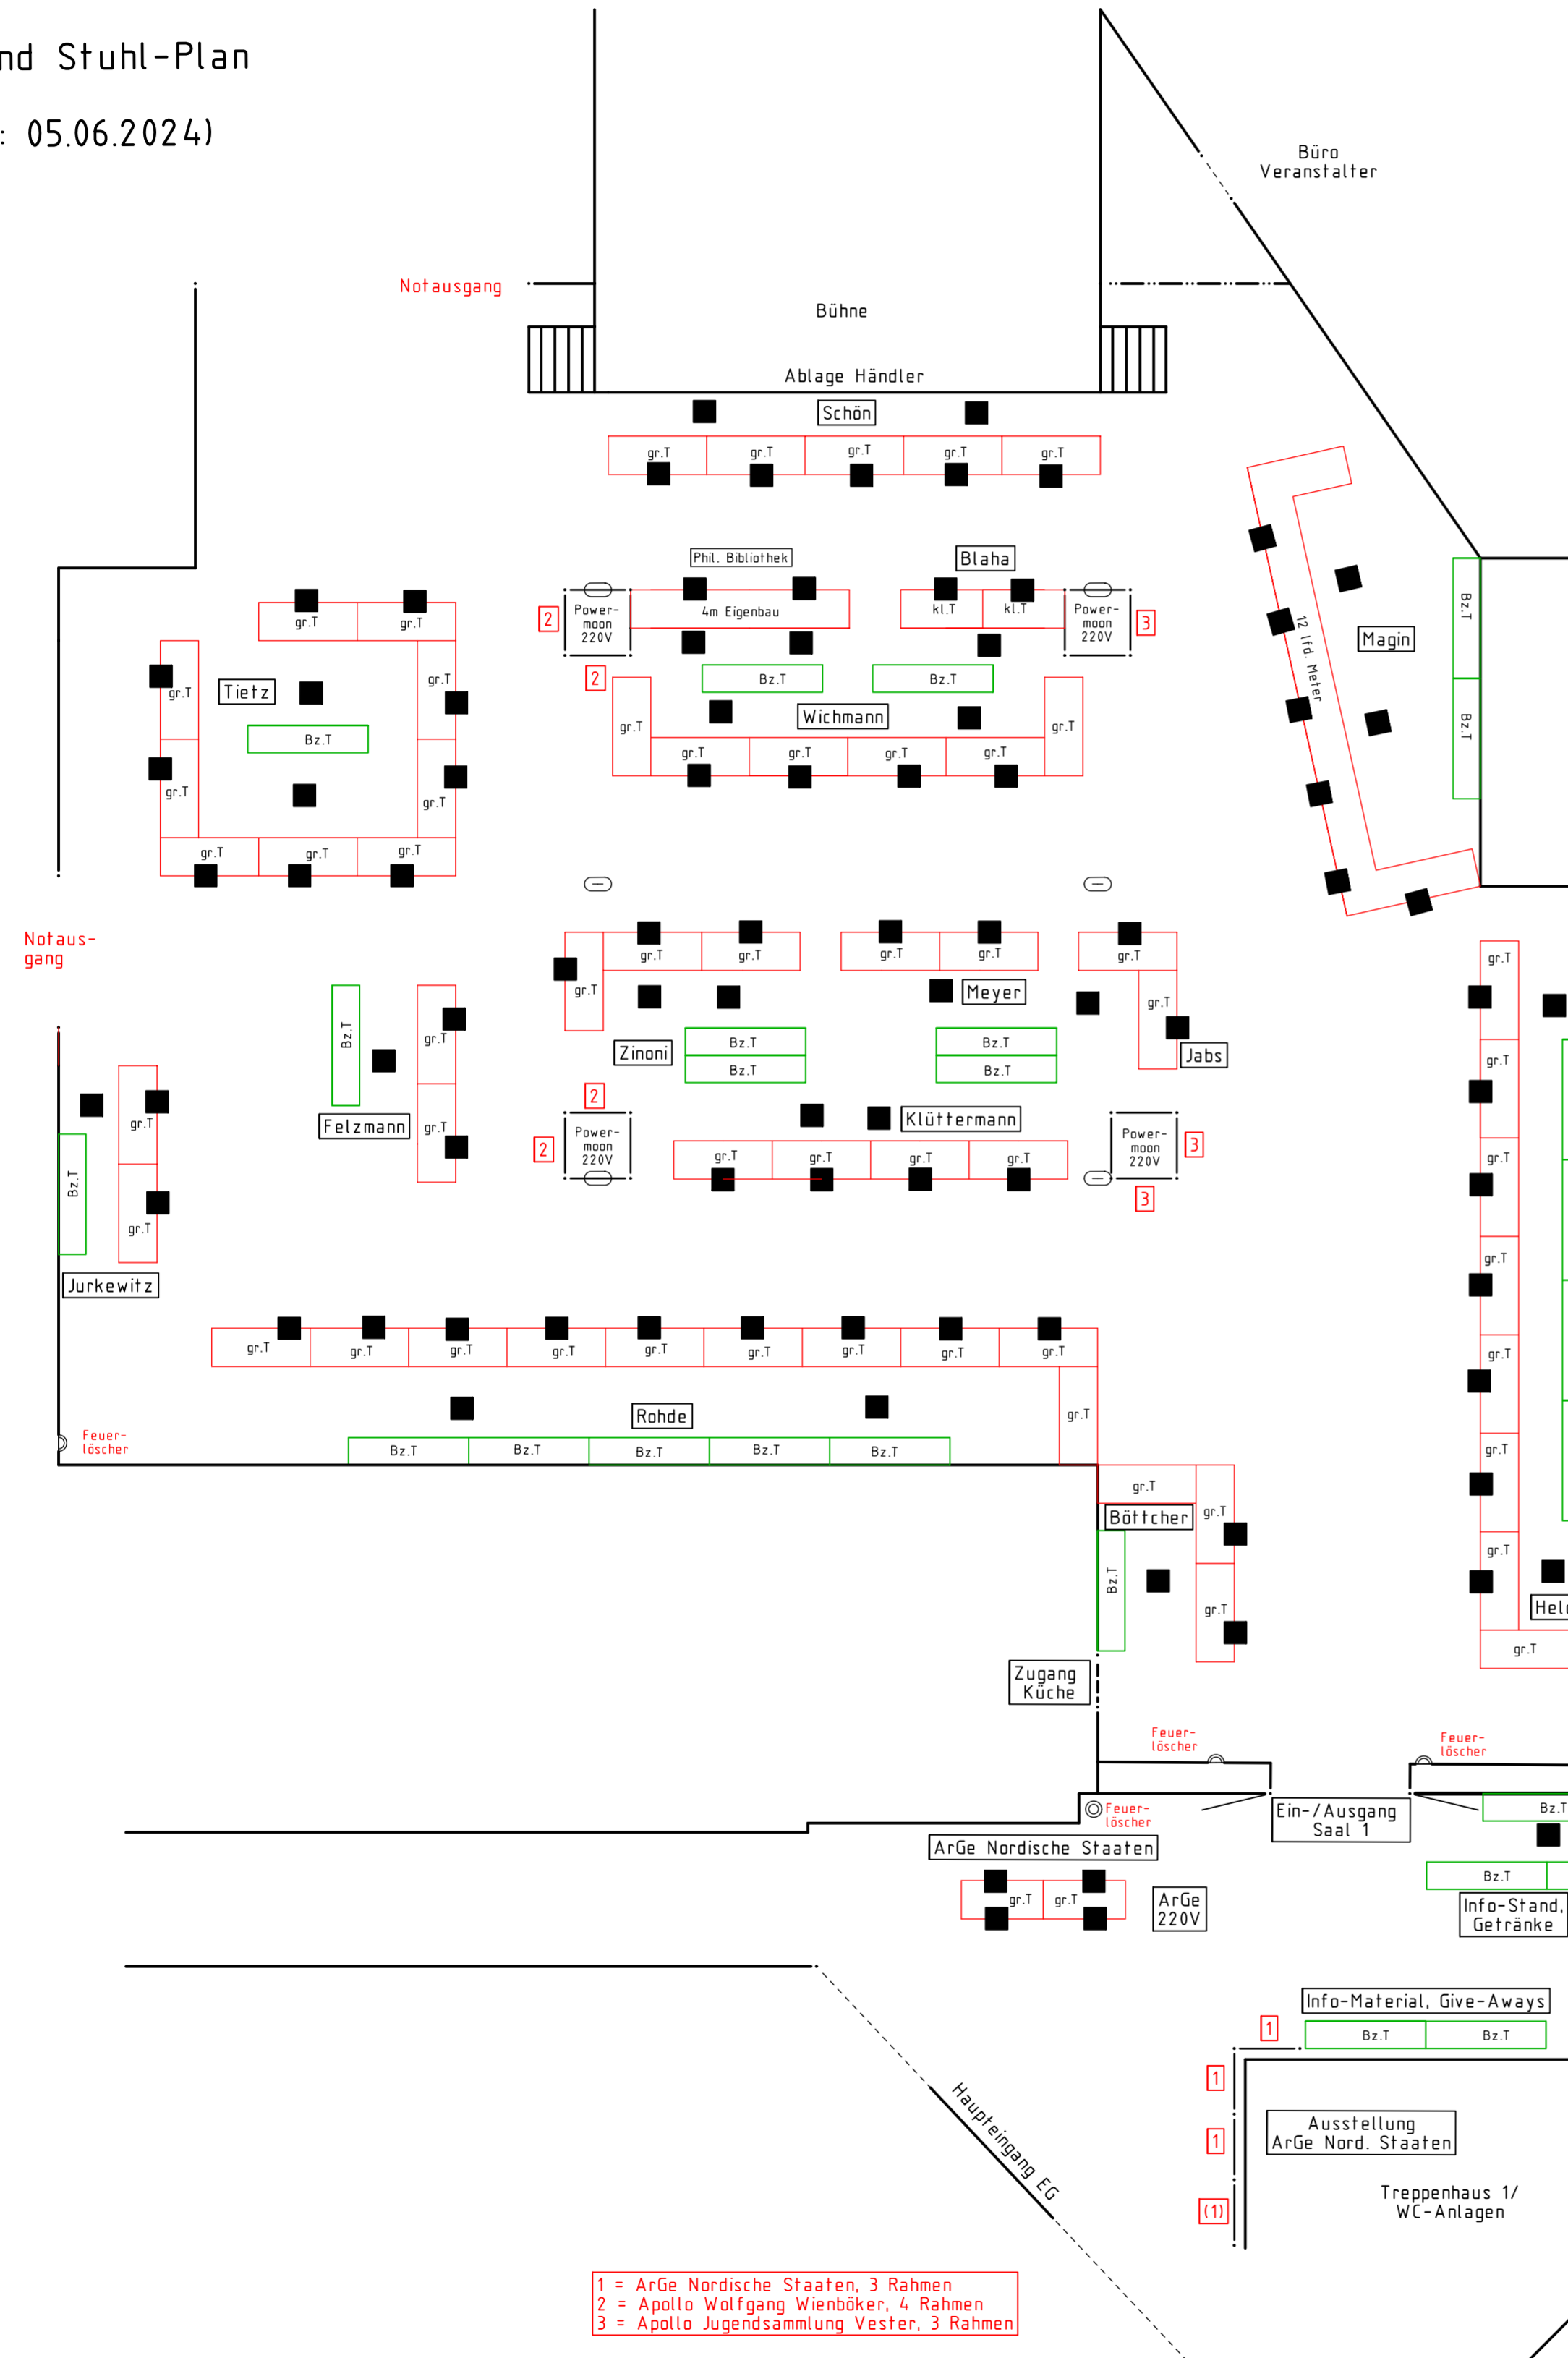 nd Stuhl-Plan
: 05.06.2024)
Büro
Veranstalter
Notausgang
Bühne
Ablage Händler
Schön
gr.T
gr.T
gr.T
gr.T
gr.T
Phil. Bibliothek
Blaha
2
Power-
moon
220V
4m Eigenbau
kl.T
kl.T
Power-
moon
220V
3
2
Bz.T
Bz.T
Wichmann
gr.T
gr.T
gr.T
gr.T
gr.T
gr.T
gr.T
Tietz
gr.T
gr.T
gr.T
Bz.T
gr.T
gr.T
gr.T
gr.T
gr.T
12 lfd. Meter
Magin
Bz.T
Bz.T
Notaus-
gang
gr.T
gr.T
gr.T
Zinoni
Bz.T
Bz.T
gr.T
gr.T
Meyer
Bz.T
Bz.T
gr.T
gr.T
Jabs
Bz.T
gr.T
gr.T
Felzmann
2
2
Power-
moon
220V
Klüttermann
gr.T
gr.T
gr.T
gr.T
Power-
moon
220V
3
3
gr.T
Bz.T
gr.T
Jurkewitz
gr.T
gr.T
gr.T
gr.T
gr.T
gr.T
gr.T
gr.T
gr.T
gr.T
Rohde
Feuer-
löscher
Bz.T
Bz.T
Bz.T
Bz.T
Bz.T
gr.T
gr.T
gr.T
gr.T
gr.T
gr.T
gr.T
gr.T
Hel
gr.T
Böttcher
gr.T
Bz.T
gr.T
Zugang
Küche
Feuer-
löscher
Feuer-
löscher
Feuer-
löscher
Ein-/Ausgang
Saal 1
Bz.T
ArGe Nordische Staaten
gr.T
gr.T
ArGe
220V
Bz.T
Info-Stand,
Getränke
Info-Material, Give-Aways
1
Bz.T
Bz.T
1
1
(1)
Ausstellung
ArGe Nord. Staaten
Treppenhaus 1/
WC-Anlagen
Haupteingang EG
1 = ArGe Nordische Staaten, 3 Rahmen
2 = Apollo Wolfgang Wienböker, 4 Rahmen
3 = Apollo Jugendsammlung Vester, 3 Rahmen